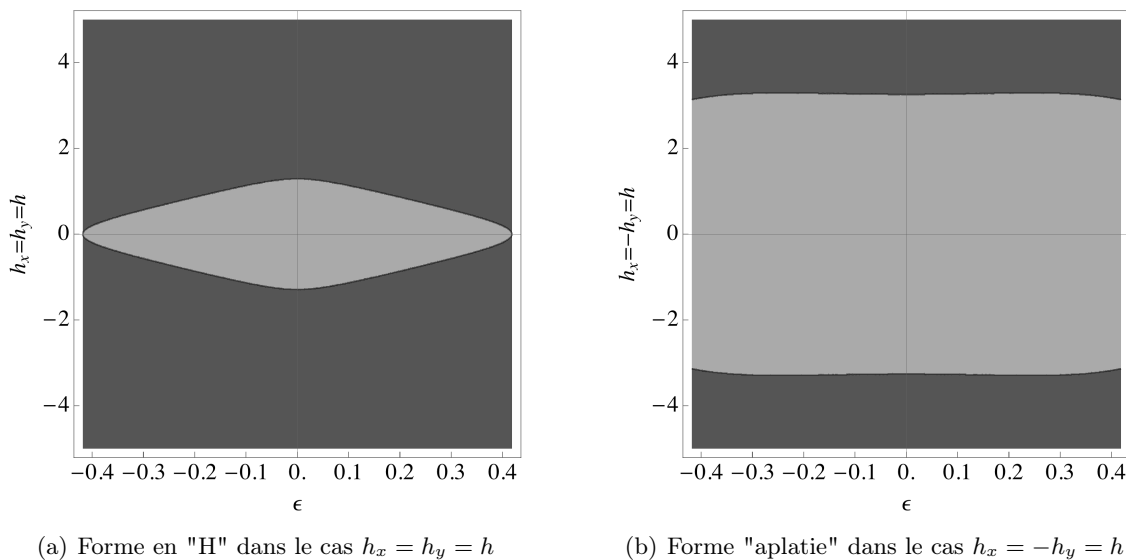 4
2
0
−2
−4
h_x=h_y=h
−0.4 −0.3 −0.2 −0.1 0. 0.1 0.2 0.3 0.4
ϵ
(a) Forme en "H" dans le cas h_x = h_y = h
4
2
0
−2
−4
h_x=−h_y=h
−0.4 −0.3 −0.2 −0.1 0. 0.1 0.2 0.3 0.4
ϵ
(b) Forme "aplatie" dans le cas h_x = −h_y = h